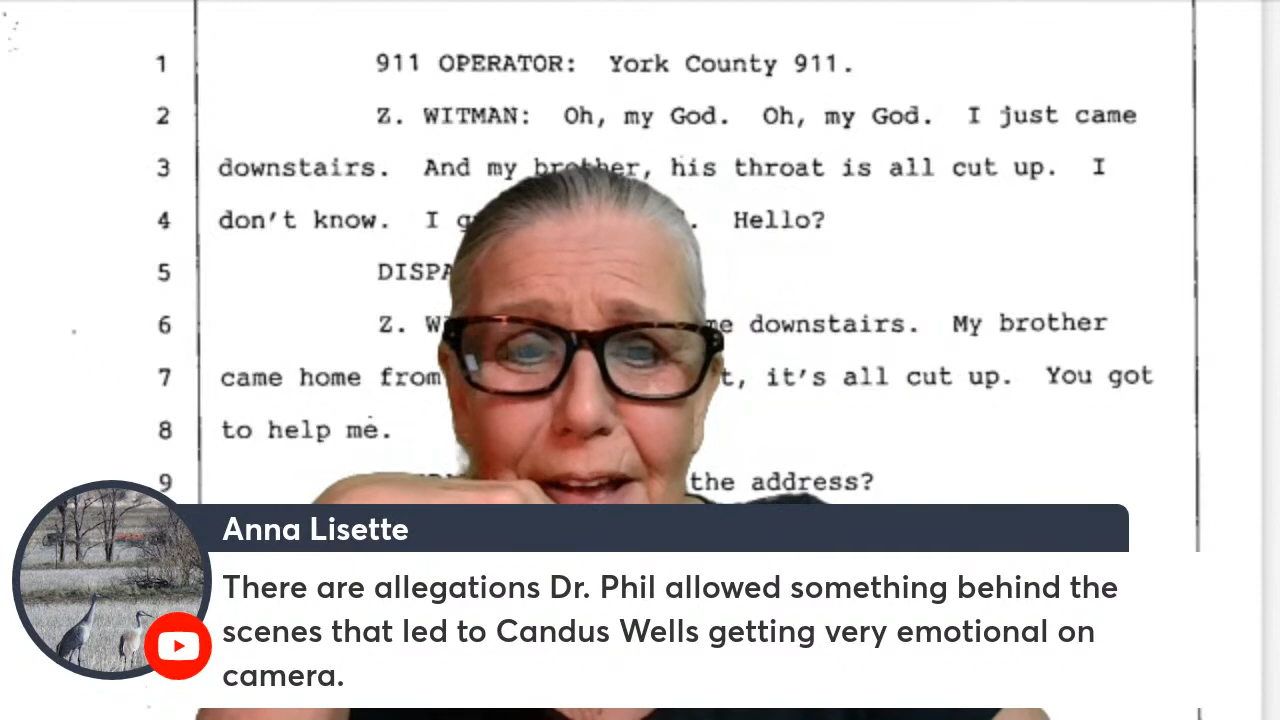 1 911 OPERATOR: York County 911.
2 Z. WITMAN: Oh, my God. Oh, my God. I just came
3 downstairs. And my brother, his throat is all cut up. I
4 don't know. I . Hello?
5
6 Z. downstairs. My brother
7 came home from it's all cut up. You got
8 to help me.
9 the address?
Anna Lisette
There are allegations Dr. Phil allowed something behind the
scenes that led to Candus Wells getting very emotional on
camera.